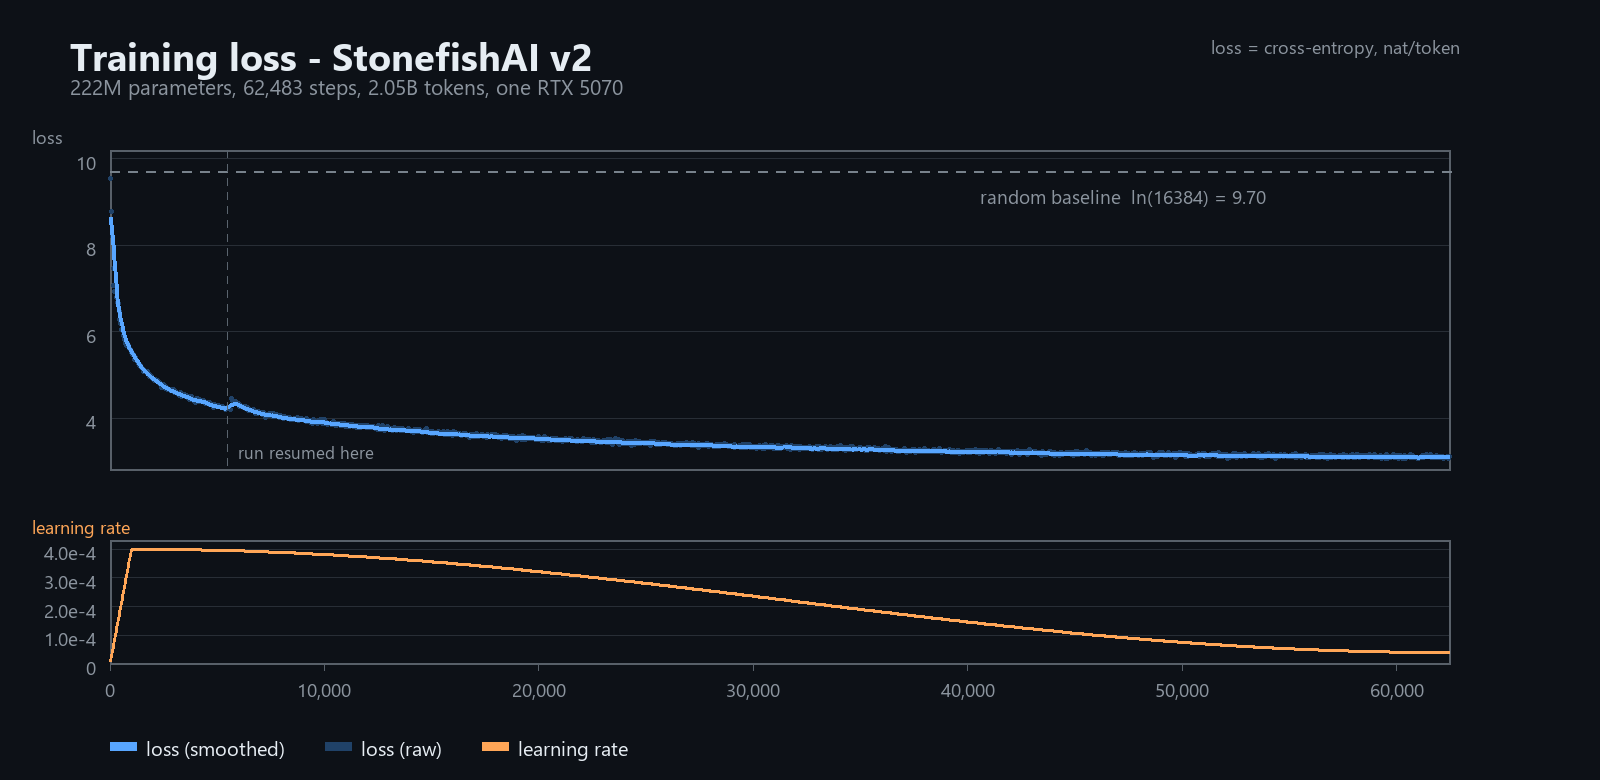 Training loss - StonefishAI v2
loss = cross-entropy, nat/token
222M parameters, 62,483 steps, 2.05B tokens, one RTX 5070
loss
10
8
6
4
random baseline ln(16384) = 9.70
run resumed here
learning rate
4.0e-4
3.0e-4
2.0e-4
1.0e-4
0
0 10,000 20,000 30,000 40,000 50,000 60,000
loss (smoothed) loss (raw) learning rate